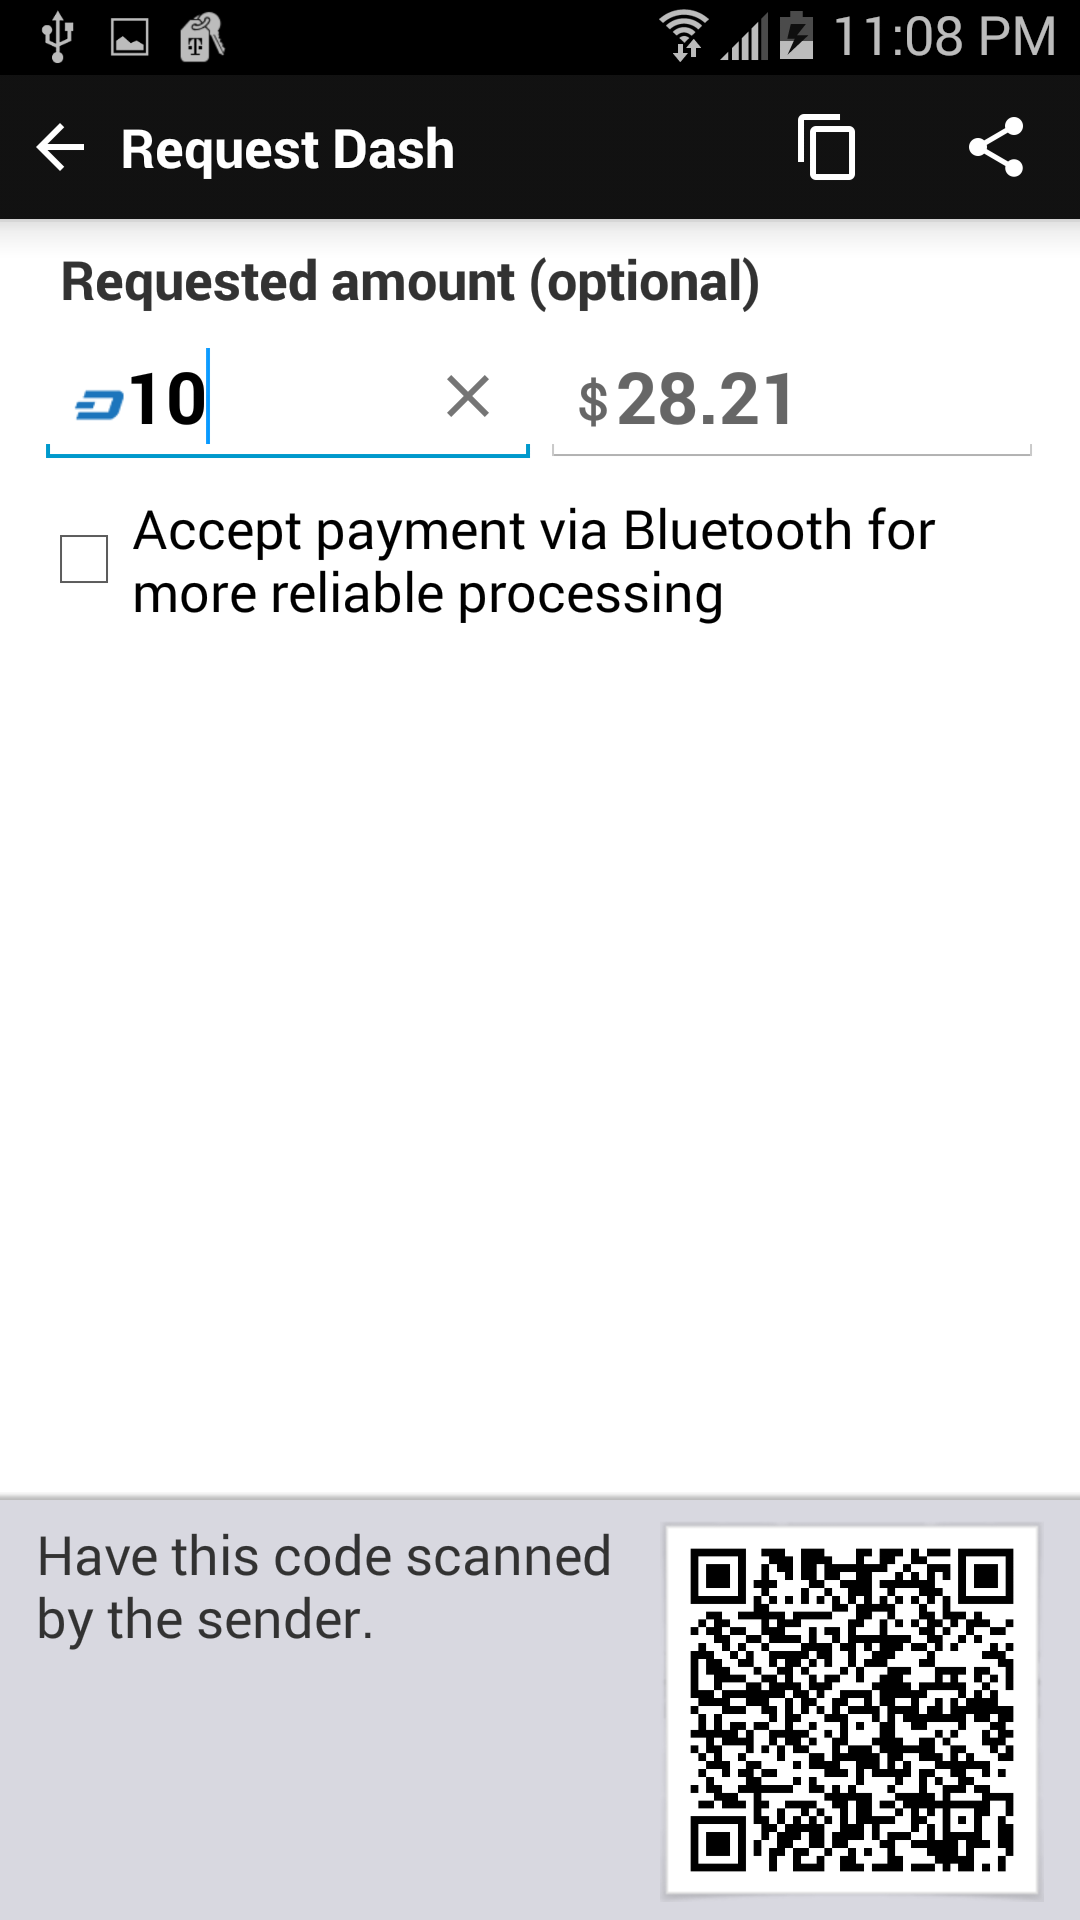 11:08 PM
Request Dash
Requested amount (optional)
10
$28.21
Accept payment via Bluetooth for
more reliable processing
Have this code scanned
by the sender.